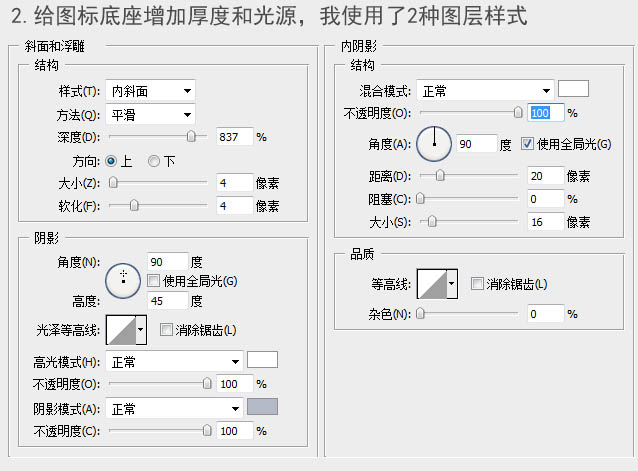 2. 给图标底座增加厚度和光源，我使用了2种图层样式
斜面和浮雕
结构
样式(T): 内斜面
方法(Q): 平滑
深度(D): 837 %
方向: 上 下
大小(Z): 4 像素
软化(F): 4 像素
阴影
角度(N): 90 度
使用全局光(G)
高度: 45 度
光泽等高线: 消除锯齿(L)
高光模式(H): 正常
不透明度(O): 100 %
阴影模式(A): 正常
不透明度(C): 100 %
内阴影
结构
混合模式: 正常
不透明度(O): 100 %
角度(A): 90 度 使用全局光(G)
距离(D): 20 像素
阻塞(C): 0 %
大小(S): 16 像素
品质
等高线: 消除锯齿(L)
杂色(N): 0 %